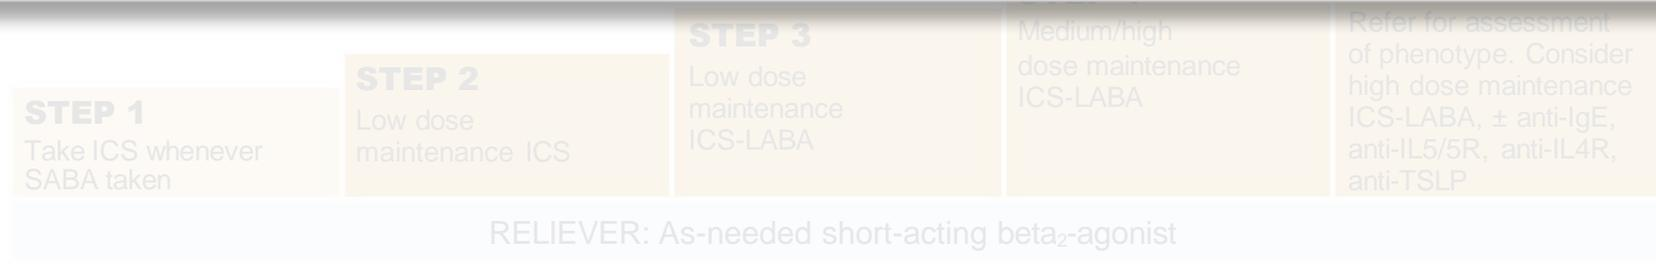 STEP 1
Take ICS whenever
SABA taken
STEP 2
Low dose
maintenance ICS
STEP 3
Low dose
maintenance
ICS-LABA
Medium/high
dose maintenance
ICS-LABA
Refer for assessment
of phenotype. Consider
high dose maintenance
ICS-LABA, ± anti-IgE,
anti-IL5/5R, anti-IL4R,
anti-TSLP
RELIEVER: As-needed short-acting beta₂-agonist